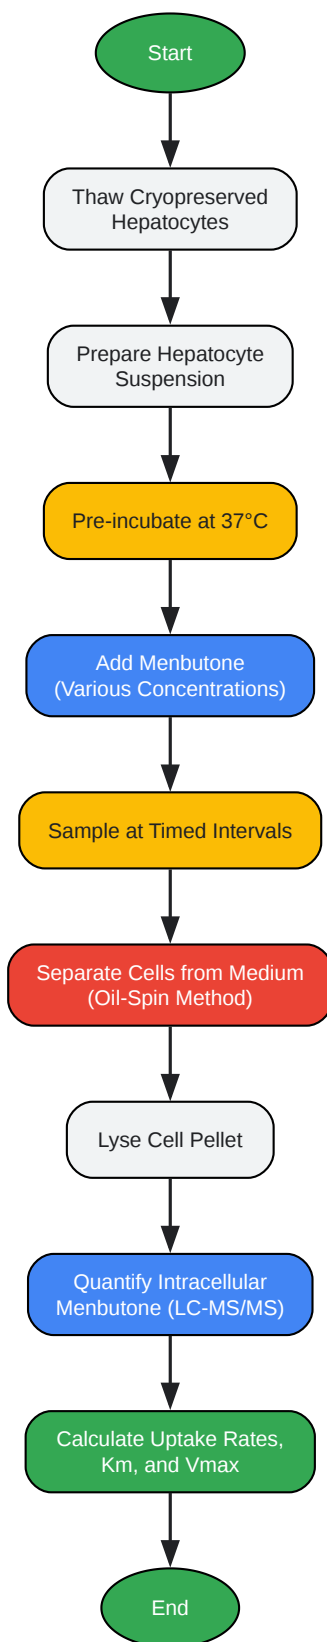 Start
Thaw Cryopreserved
Hepatocytes
Prepare Hepatocyte
Suspension
Pre-incubate at 37°C
Add Menbutone
(Various Concentrations)
Sample at Timed Intervals
Separate Cells from Medium
(Oil-Spin Method)
Lyse Cell Pellet
Quantify Intracellular
Menbutone (LC-MS/MS)
Calculate Uptake Rates,
Km, and Vmax
End